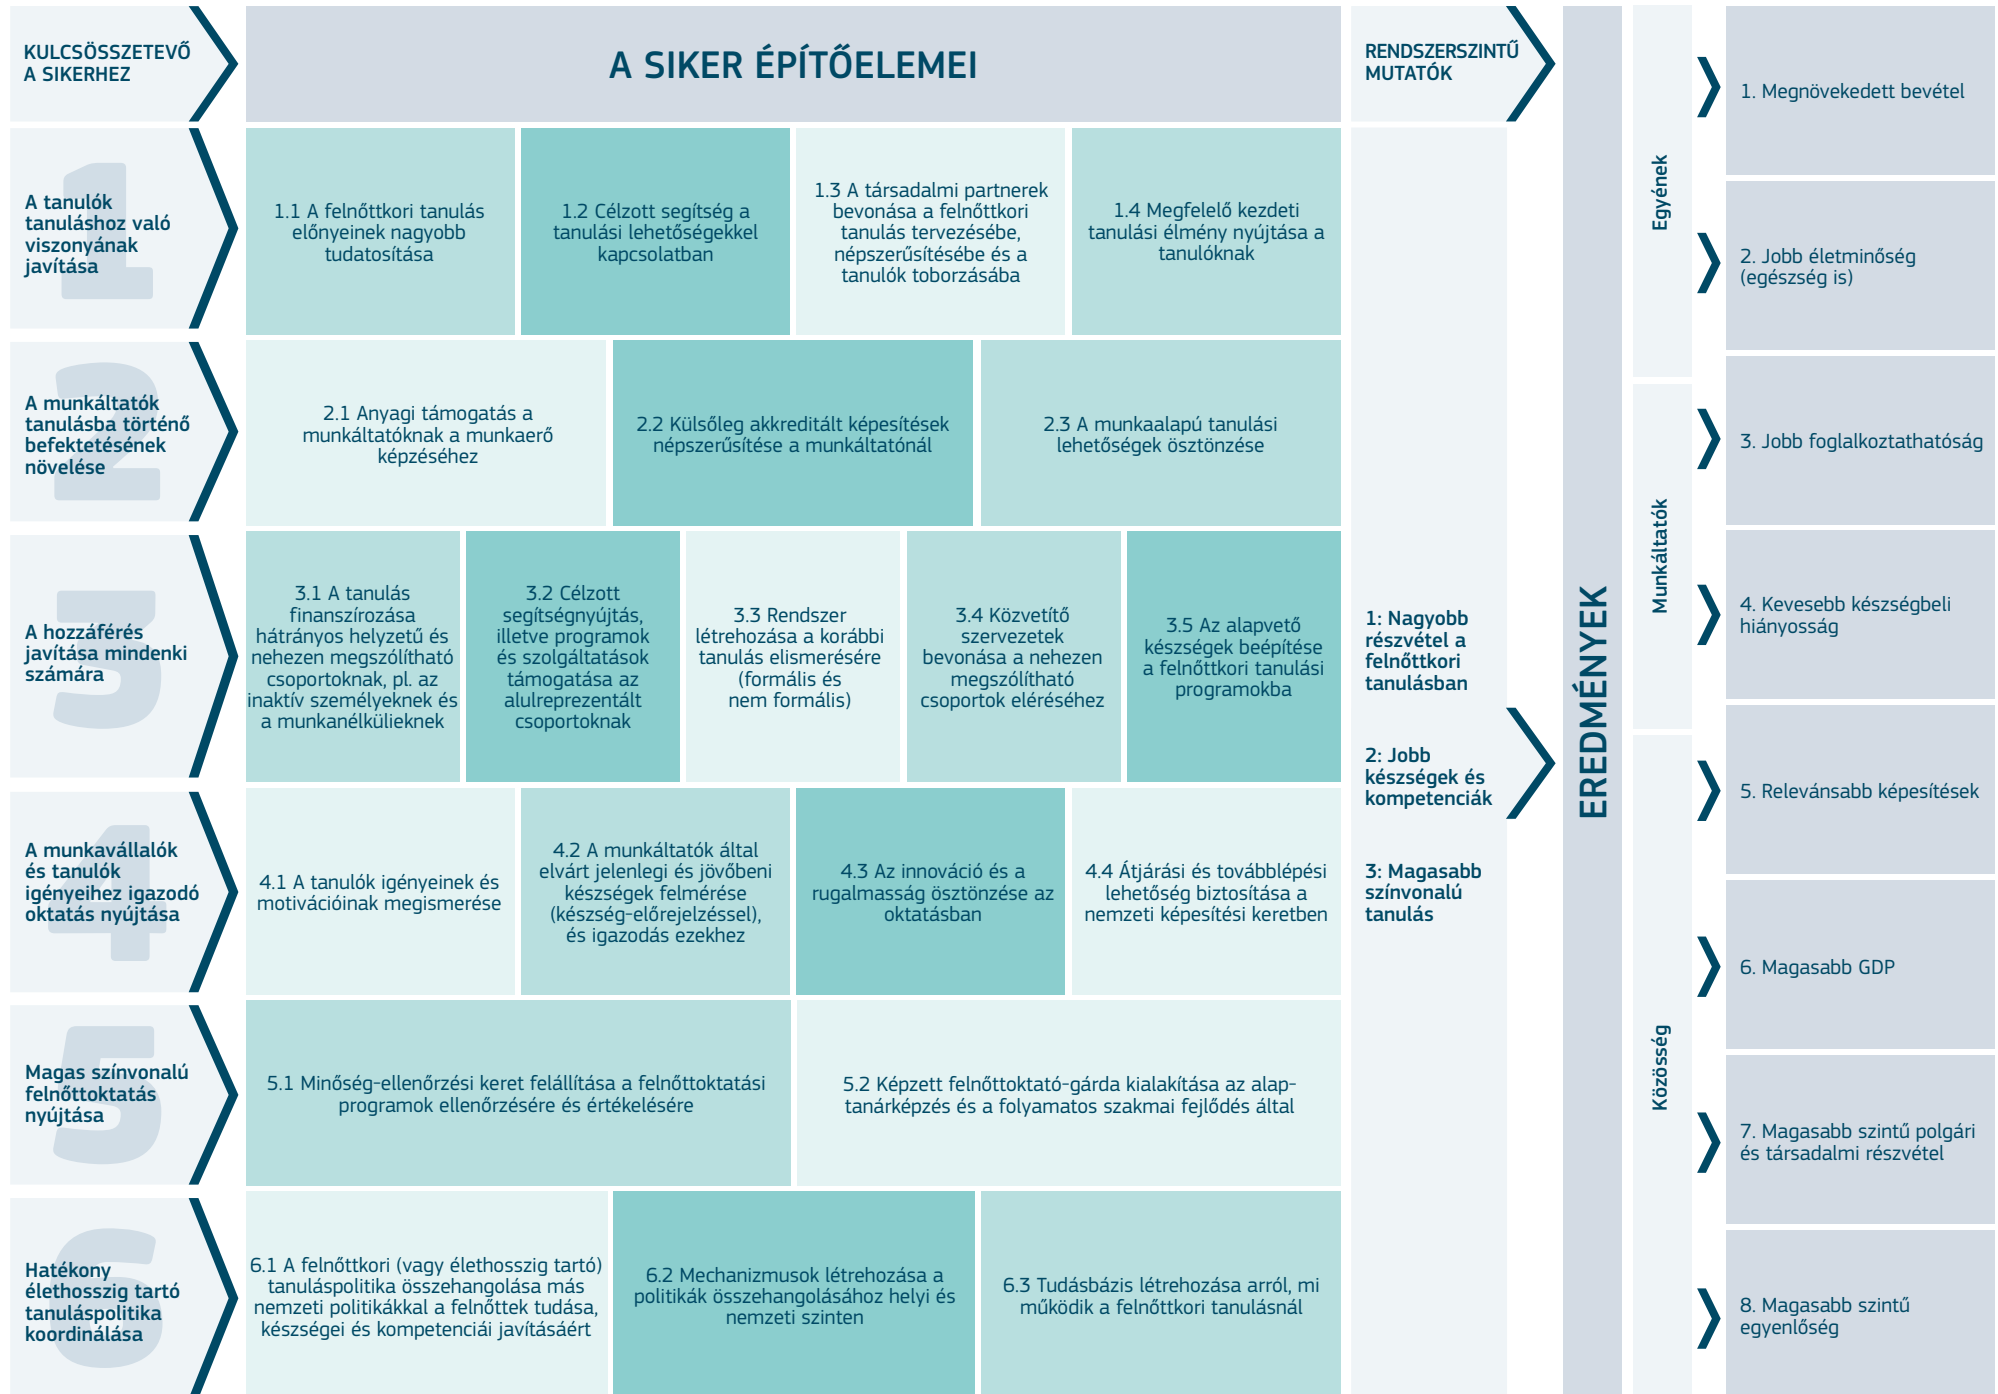 KULCSÖSSZETEVŐ
A SIKERHEZ
A SIKER ÉPÍTŐELEMEI
RENDSZERSZINTŰ
MUTATÓK
1
A tanulók
tanuláshoz való
viszonyának
javítása
1.1 A felnőttkori tanulás
előnyeinek nagyobb
tudatosítása
1.2 Célzott segítség a
tanulási lehetőségekkel
kapcsolatban
1.3 A társadalmi partnerek
bevonása a felnőttkori
tanulás tervezésébe,
népszerűsítésébe és a
tanulók toborzásába
1.4 Megfelelő kezdeti
tanulási élmény nyújtása a
tanulóknak
2
A munkáltatók
tanulásba történő
befektetésének
növelése
2.1 Anyagi támogatás a
munkáltatóknak a munkaerő
képzéséhez
2.2 Külsőleg akkreditált képesítések
népszerűsítése a munkáltatónál
2.3 A munkaalapú tanulási
lehetőségek ösztönzése
3
A hozzáférés
javítása mindenki
számára
3.1 A tanulás
finanszírozása
hátrányos helyzetű és
nehezen megszólítható
csoportoknak, pl. az
inaktív személyeknek és
a munkanélkülieknek
3.2 Célzott
segítségnyújtás,
illetve programok
és szolgáltatások
támogatása az
alulreprezentált
csoportoknak
3.3 Rendszer
létrehozása a korábbi
tanulás elismerésére
(formális és
nem formális)
3.4 Közvetítő
szervezetek
bevonása a nehezen
megszólítható
csoportok eléréséhez
3.5 Az alapvető
készségek beépítése
a felnőttkori tanulási
programokba
4
A munkavállalók
és tanulók
igényeihez igazodó
oktatás nyújtása
4.1 A tanulók igényeinek és
motivációinak megismerése
4.2 A munkáltatók által
elvárt jelenlegi és jövőbeni
készségek felmérése
(készség-előrejelzéssel),
és igazodás ezekhez
4.3 Az innováció és a
rugalmasság ösztönzése az
oktatásban
4.4 Átjárási és továbblépési
lehetőség biztosítása a
nemzeti képesítési keretben
5
Magas színvonalú
felnőttoktatás
nyújtása
5.1 Minőség-ellenőrzési keret felállítása a felnőttoktatási
programok ellenőrzésére és értékelésére
5.2 Képzett felnőttoktató-gárda kialakítása az alap-
tanárképzés és a folyamatos szakmai fejlődés által
6
Hatékony
élethosszig tartó
tanuláspolitika
koordinálása
6.1 A felnőttkori (vagy élethosszig tartó)
tanuláspolitika összehangolása más
nemzeti politikákkal a felnőttek tudása,
készségei és kompetenciái javításáért
6.2 Mechanizmusok létrehozása a
politikák összehangolásához helyi és
nemzeti szinten
6.3 Tudásbázis létrehozása arról, mi
működik a felnőttkori tanulásnál
1: Nagyobb
részvétel a
felnőttkori
tanulásban
2: Jobb
készségek és
kompetenciák
3: Magasabb
színvonalú
tanulás
EREDMÉNYEK
Egyének
Munkáltatók
Közösség
1. Megnövekedett bevétel
2. Jobb életminőség
(egészség is)
3. Jobb foglalkoztathatóság
4. Kevesebb készségbeli
hiányosság
5. Relevánsabb képesítések
6. Magasabb GDP
7. Magasabb szintű polgári
és társadalmi részvétel
8. Magasabb szintű
egyenlőség